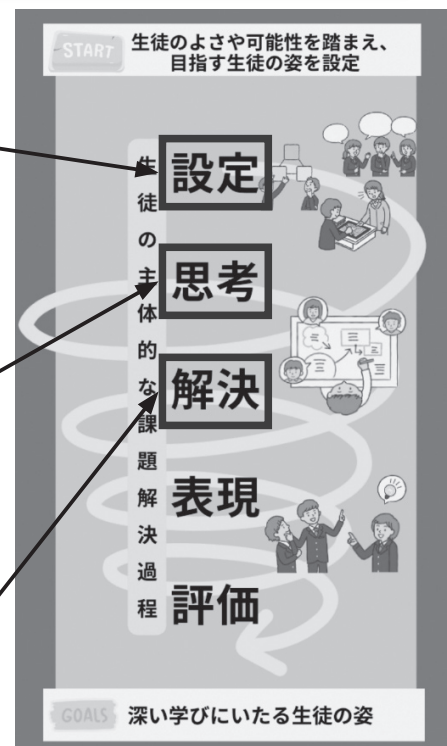 START
生徒のよさや可能性を踏まえ、
目指す生徒の姿を設定
生徒の主体的な課題解決過程
設定
思考
解決
表現
評価
GOALS
深い学びにいたる生徒の姿